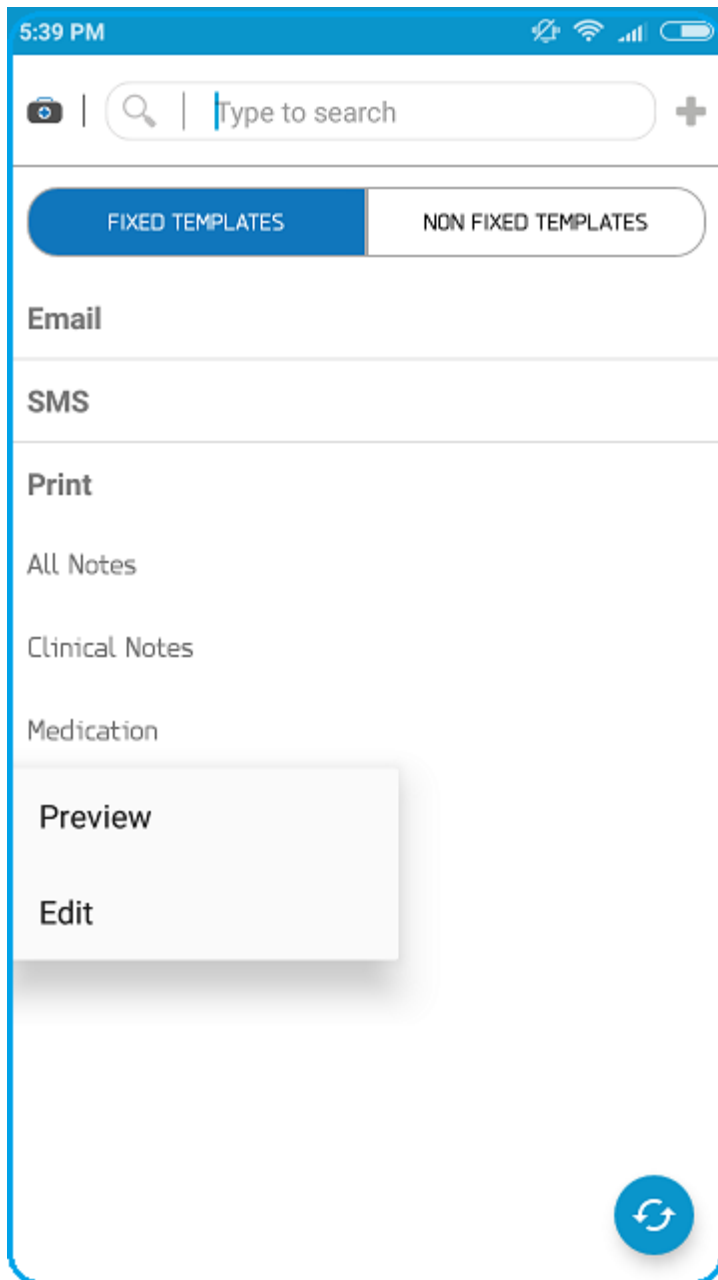 5:39 PM
Type to search
FIXED TEMPLATES NON FIXED TEMPLATES
Email
SMS
Print
All Notes
Clinical Notes
Medication
Preview
Edit